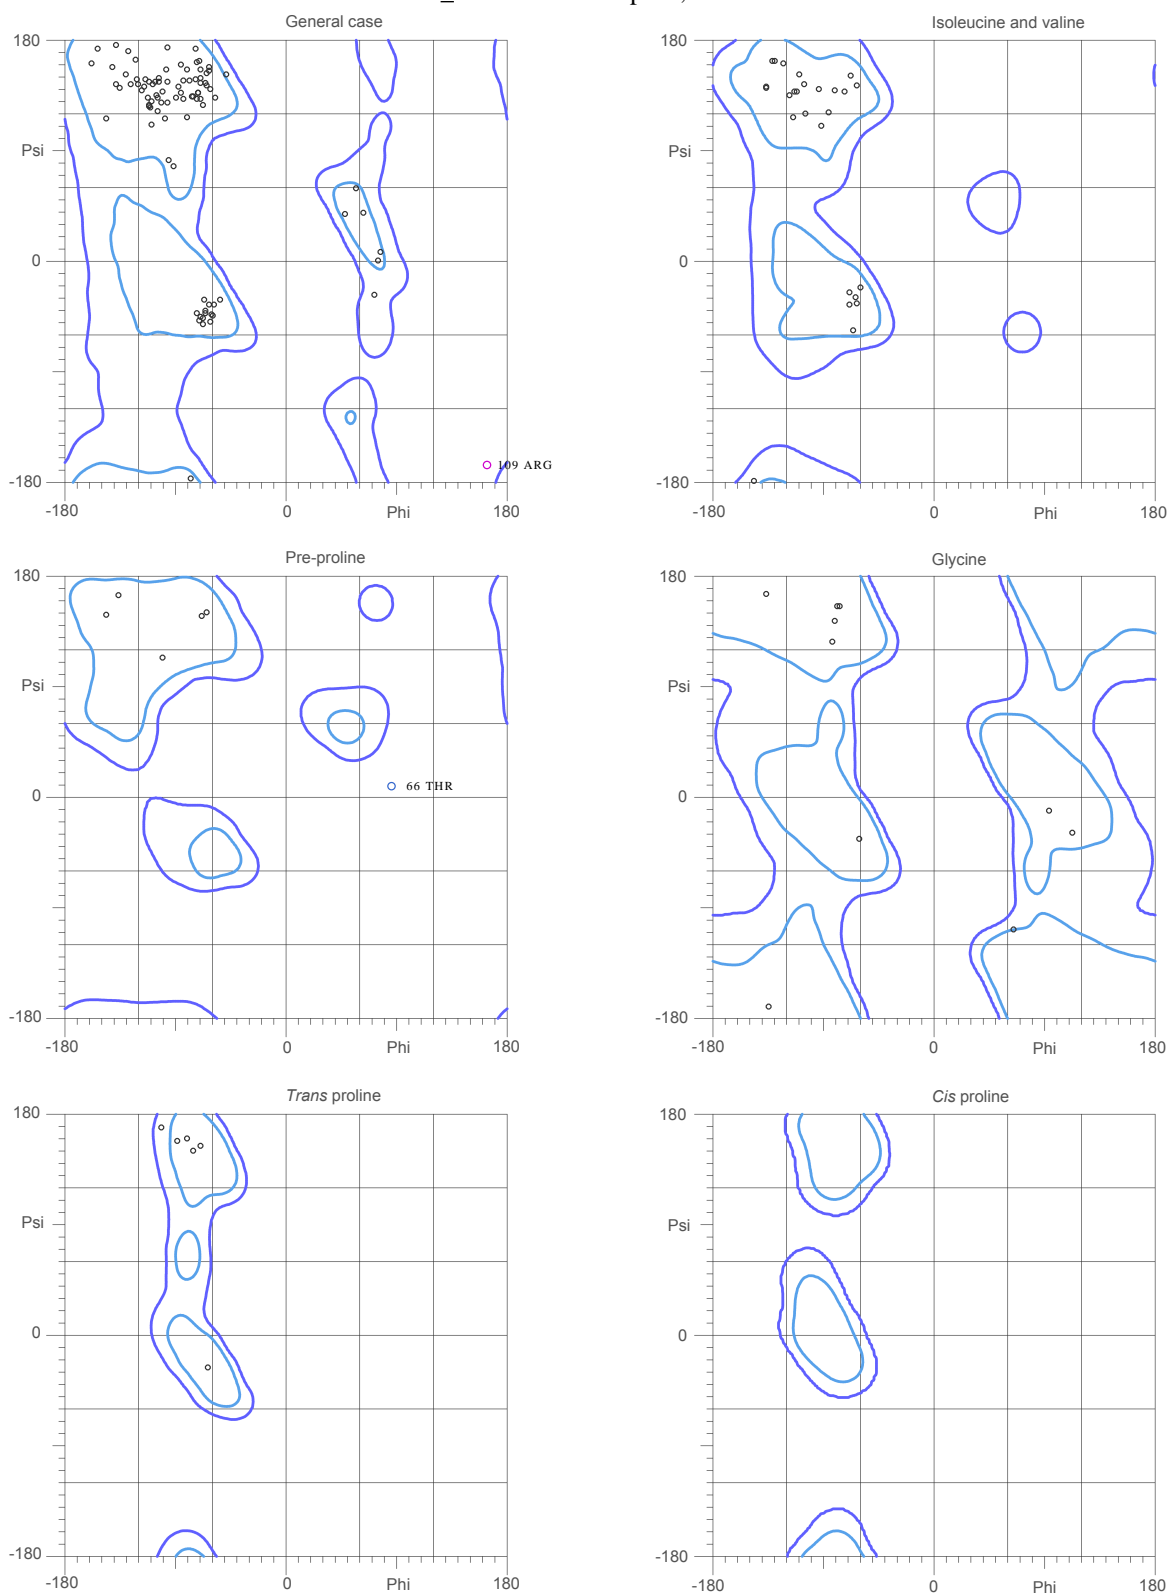 General case
Isoleucine and valine
180
180
Psi
Psi
0
0
109 ARG
-180
-180
-180
0
Phi
180
-180
0
Phi
180
Pre-proline
Glycine
180
180
Psi
Psi
66 THR
0
0
-180
-180
-180
0
Phi
180
-180
0
Phi
180
Trans proline
Cis proline
180
180
Psi
Psi
0
0
-180
-180
-180
0
Phi
180
-180
0
Phi
180